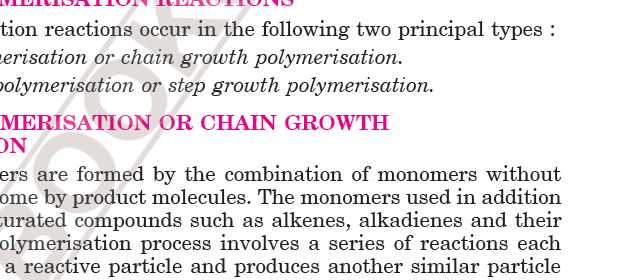 MERISATION REACTIONS
tion reactions occur in the following two principal types :
erisation or chain growth polymerisation.
polymerisation or step growth polymerisation.
MERISATION OR CHAIN GROWTH
ON
ers are formed by the combination of monomers without
ome by product molecules. The monomers used in addition
turated compounds such as alkenes, alkadienes and their
olymerisation process involves a series of reactions each
a reactive particle and produces another similar particle
BOOK